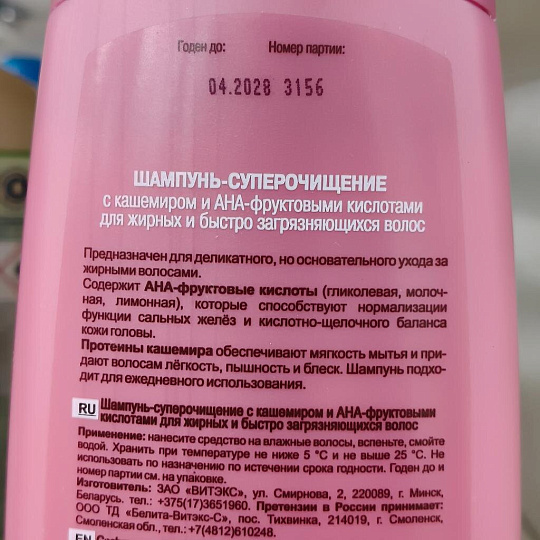 Годен до: Номер партии:
04.2028 3156
ШАМПУНЬ-СУПЕРОЧИЩЕНИЕ
с кашемиром и АНА-фруктовыми кислотами
для жирных и быстро загрязняющихся волос
Предназначен для деликатного, но основательного ухода за
жирными волосами.
Содержит АНА-фруктовые кислоты (гликолевая, молоч-
ная, лимонная), которые способствуют нормализации
функции сальных желёз и кислотно-щелочного баланса
кожи головы.
Протеины кашемира обеспечивают мягкость мытья и при-
дают волосам лёгкость, пышность и блеск. Шампунь подхо-
дит для ежедневного использования.
RU Шампунь-суперочищение с кашемиром и АНА-фруктовыми
кислотами для жирных и быстро загрязняющихся волос
Применение: нанесите средство на влажные волосы, вспеньте, смойте
водой. Хранить при температуре не ниже 5 °C и не выше 25 °C. Не
использовать по назначению по истечении срока годности. Годен до и
номер партии см. на упаковке.
Изготовитель: ЗАО «ВИТЭКС», ул. Смирнова, 2, 220089, г. Минск,
Беларусь. тел.: +375(17)3651960. Претензии в России принимает:
ООО ТД «Белита-Витэкс-С», пос. Тихвинка, 214019, г. Смоленск,
Смоленская обл., тел.: +7(4812)610248.
EN